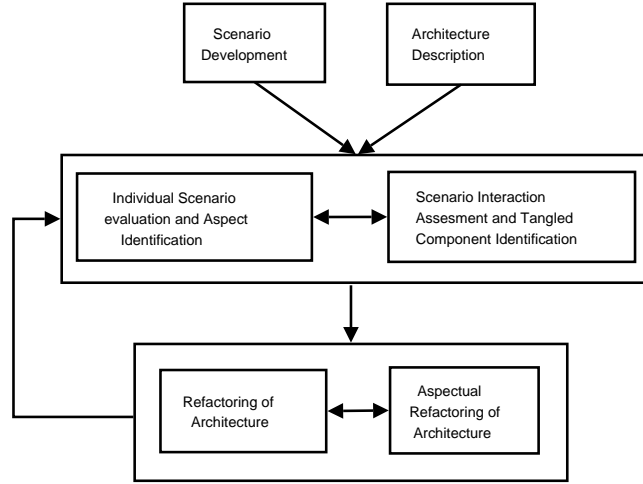 Scenario
Development
Architecture
Description
Individual Scenario
evaluation and Aspect
Identification
Scenario Interaction
Assesment and Tangled
Component Identification
Refactoring of
Architecture
Aspectual
Refactoring of
Architecture